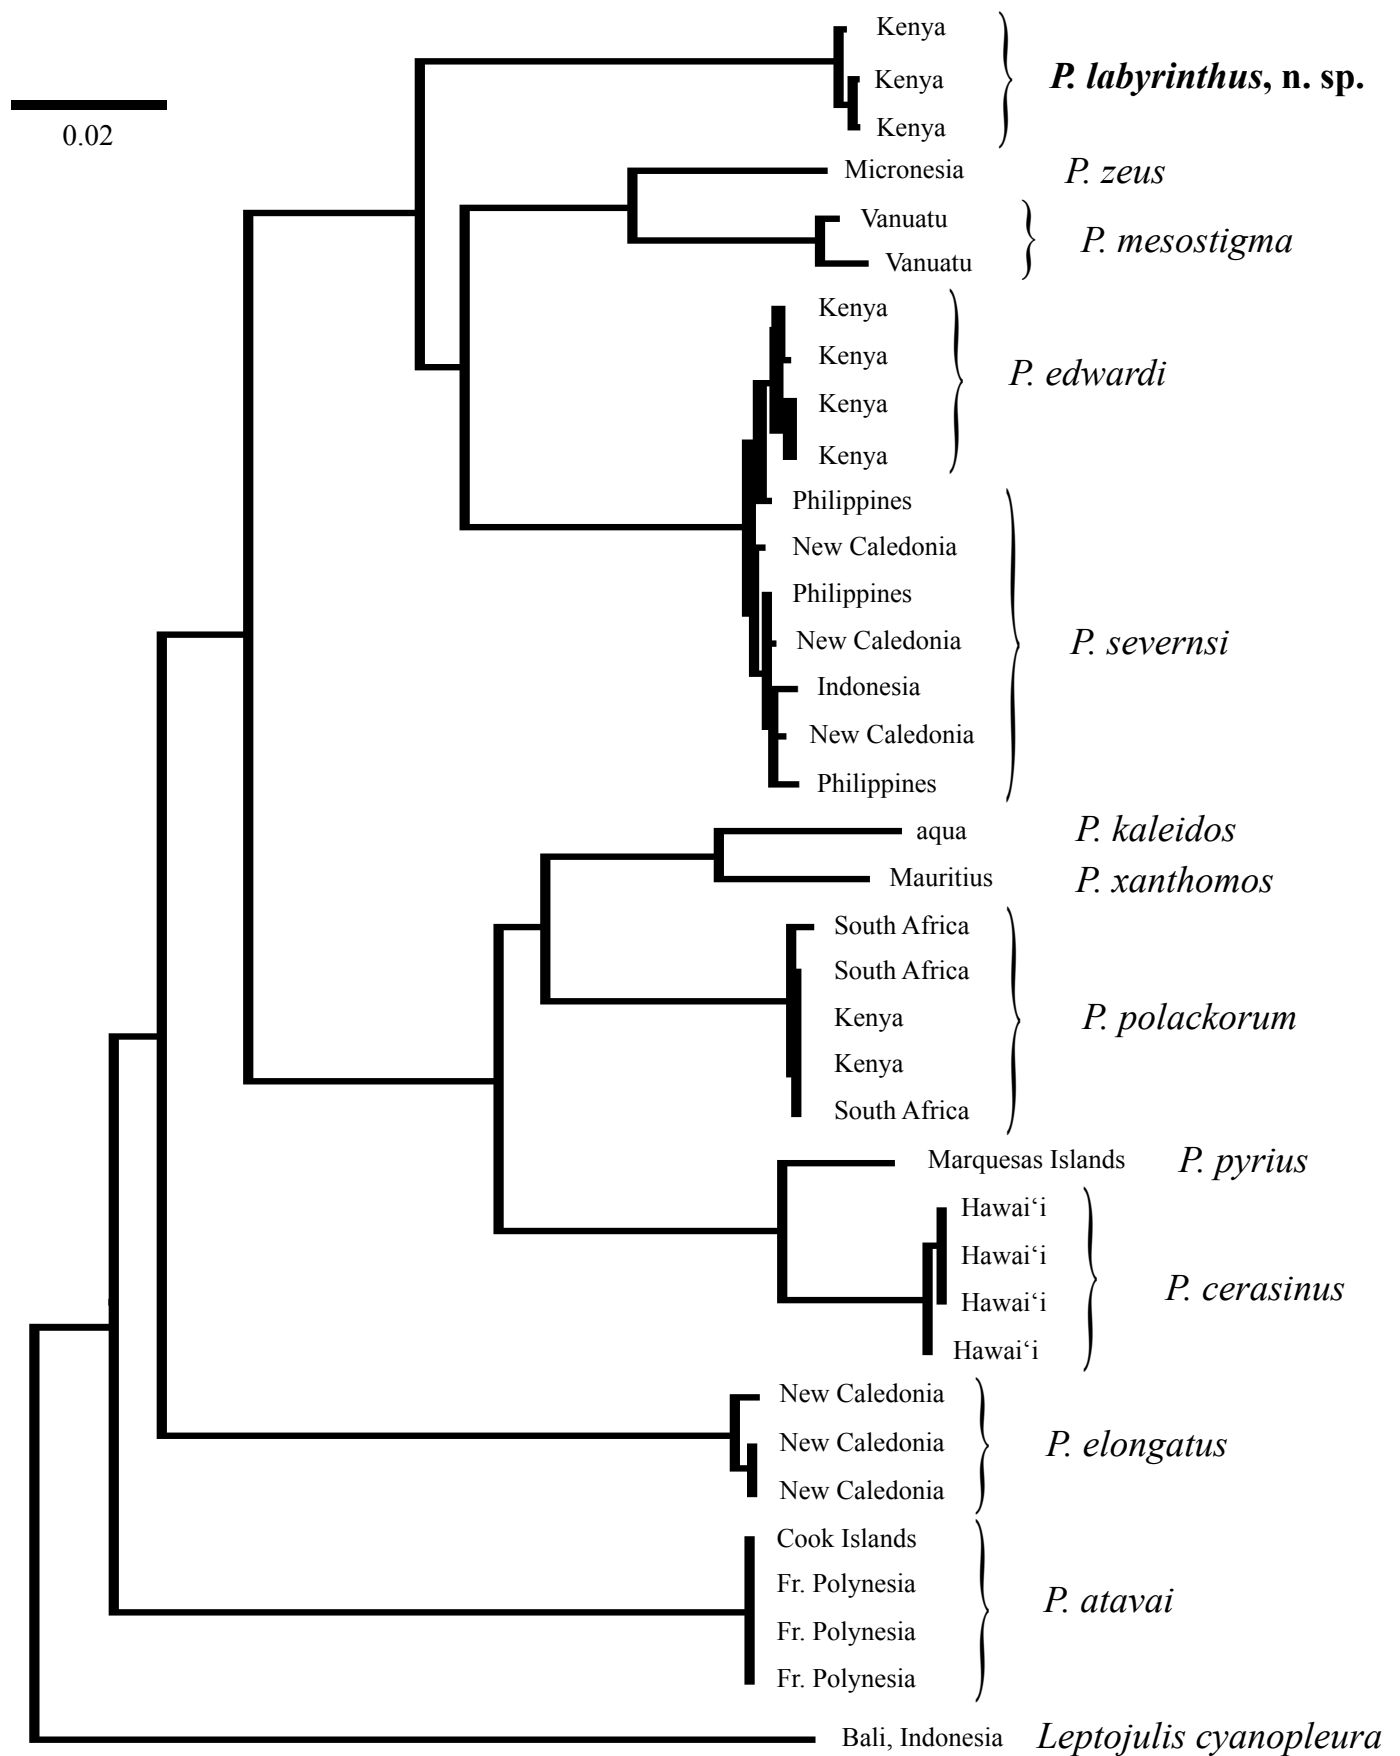 Kenya
Kenya
Kenya
P. labyrinthus, n. sp.
0.02
Micronesia P. zeus
Vanuatu
Vanuatu
P. mesostigma
Kenya
Kenya
Kenya
Kenya
P. edwardi
Philippines
New Caledonia
Philippines
New Caledonia
Indonesia
New Caledonia
Philippines
P. severnsi
aqua P. kaleidos
Mauritius P. xanthomos
South Africa
South Africa
Kenya
Kenya
South Africa
P. polackorum
Marquesas Islands P. pyrius
Hawai‘i
Hawai‘i
Hawai‘i
Hawai‘i
P. cerasinus
New Caledonia
New Caledonia
New Caledonia
P. elongatus
Cook Islands
Fr. Polynesia
Fr. Polynesia
Fr. Polynesia
P. atavai
Bali, Indonesia Leptojulis cyanopleura